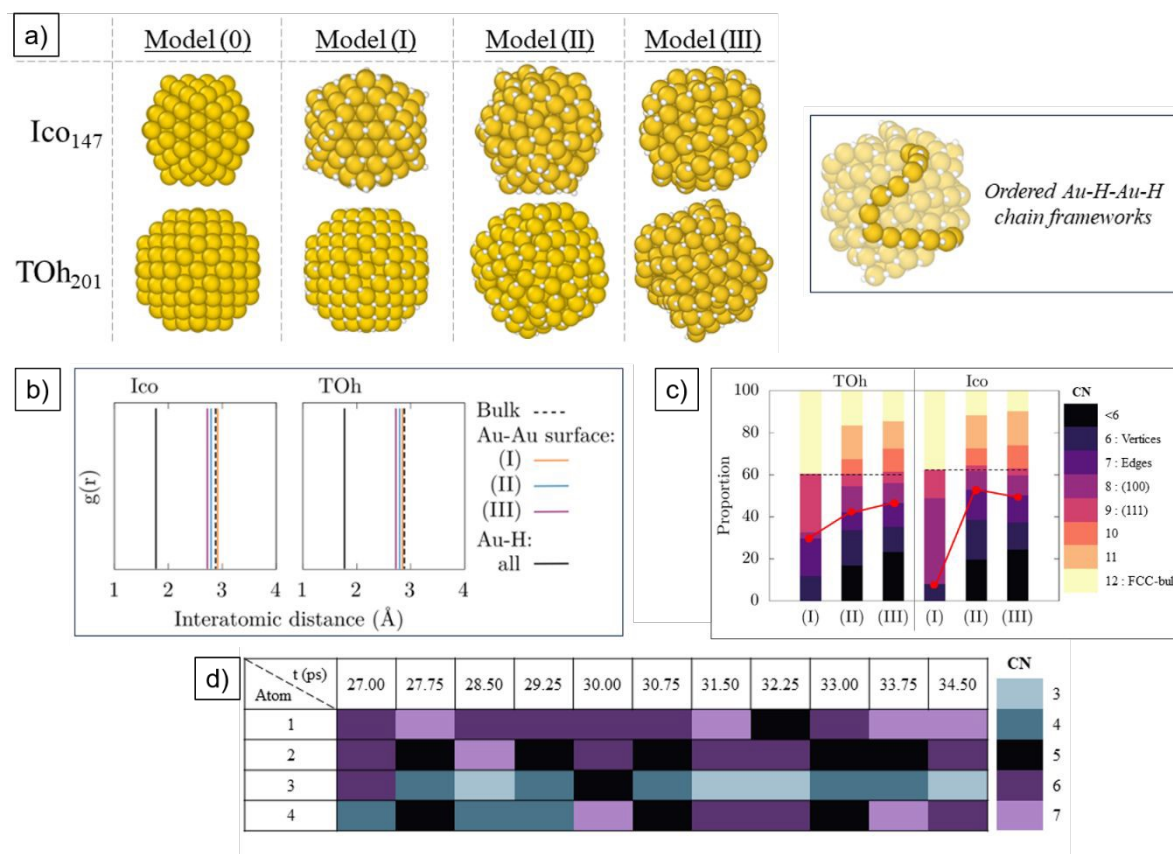 a)
Model (0) Model (I) Model (II) Model (III)
Ico147
TOh201
Ordered Au-H-Au-H
chain frameworks
b)
Ico TOh
g(r)
1 2 3 4 1 2 3 4
Interatomic distance (Å)
Bulk
Au-Au surface:
(I)
(II)
(III)
Au-H:
all
c)
TOh Ico
Proportion
100
80
60
40
20
0
(I) (II) (III) (I) (II) (III)
CN
<6
6 : Vertices
7 : Edges
8 : (100)
9 : (111)
10
11
12 : FCC-bul
d)
t (ps)
Atom
27.00 27.75 28.50 29.25 30.00 30.75 31.50 32.25 33.00 33.75 34.50
1
2
3
4
CN
3
4
5
6
7